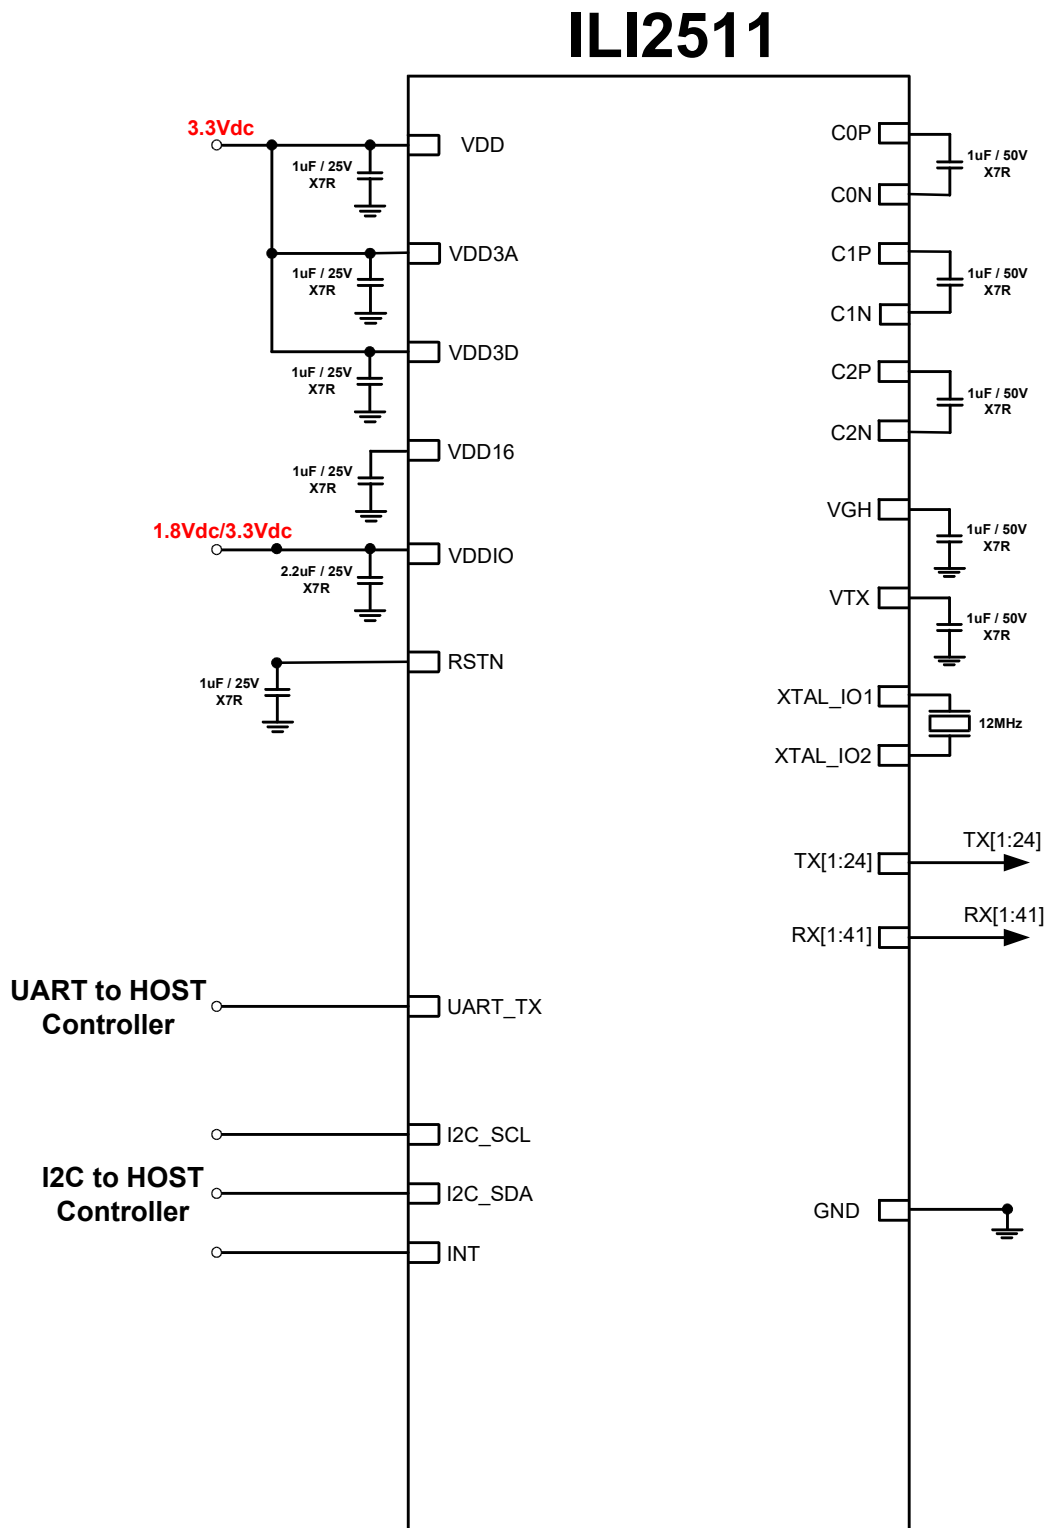 ILI2511
3.3Vdc
VDD
1uF / 25V
X7R
VDD3A
1uF / 25V
X7R
VDD3D
1uF / 25V
X7R
VDD16
1uF / 25V
X7R
1.8Vdc/3.3Vdc
VDDIO
2.2uF / 25V
X7R
RSTN
1uF / 25V
X7R
UART to HOST
Controller
UART_TX
I2C_SCL
I2C to HOST
Controller
I2C_SDA
INT
C0P
1uF / 50V
X7R
C0N
C1P
1uF / 50V
X7R
C1N
C2P
1uF / 50V
X7R
C2N
VGH
1uF / 50V
X7R
VTX
1uF / 50V
X7R
XTAL_IO1
12MHz
XTAL_IO2
TX[1:24]
TX[1:24]
RX[1:41]
RX[1:41]
GND